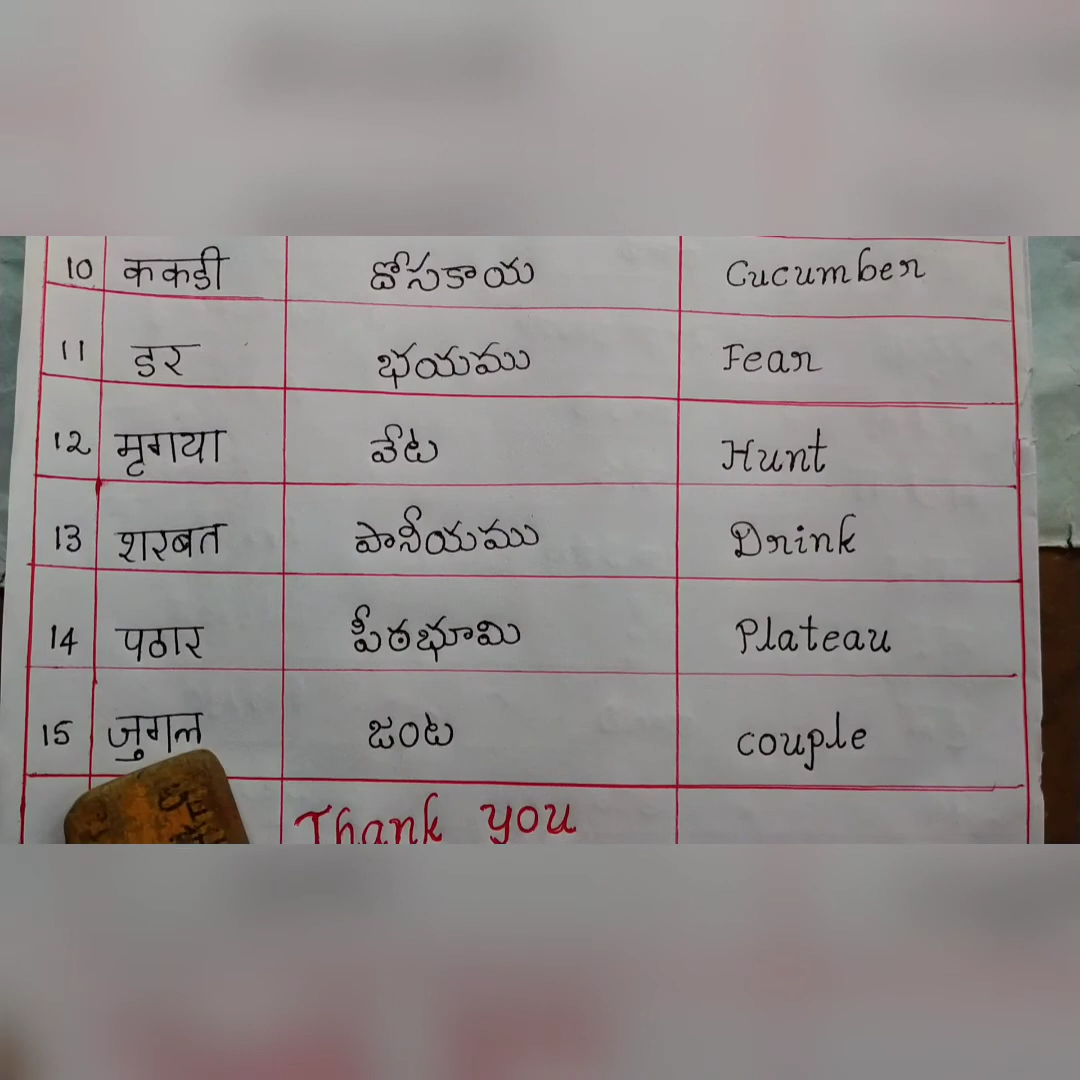 10 ककडी దోసకాయ Cucumber
11 डर భయము Fear
12 मृगया వేట Hunt
13 शरबत పానీయము Drink
14 पठार పీఠభూమి Plateau
15 जुगल జంట couple
Thank you